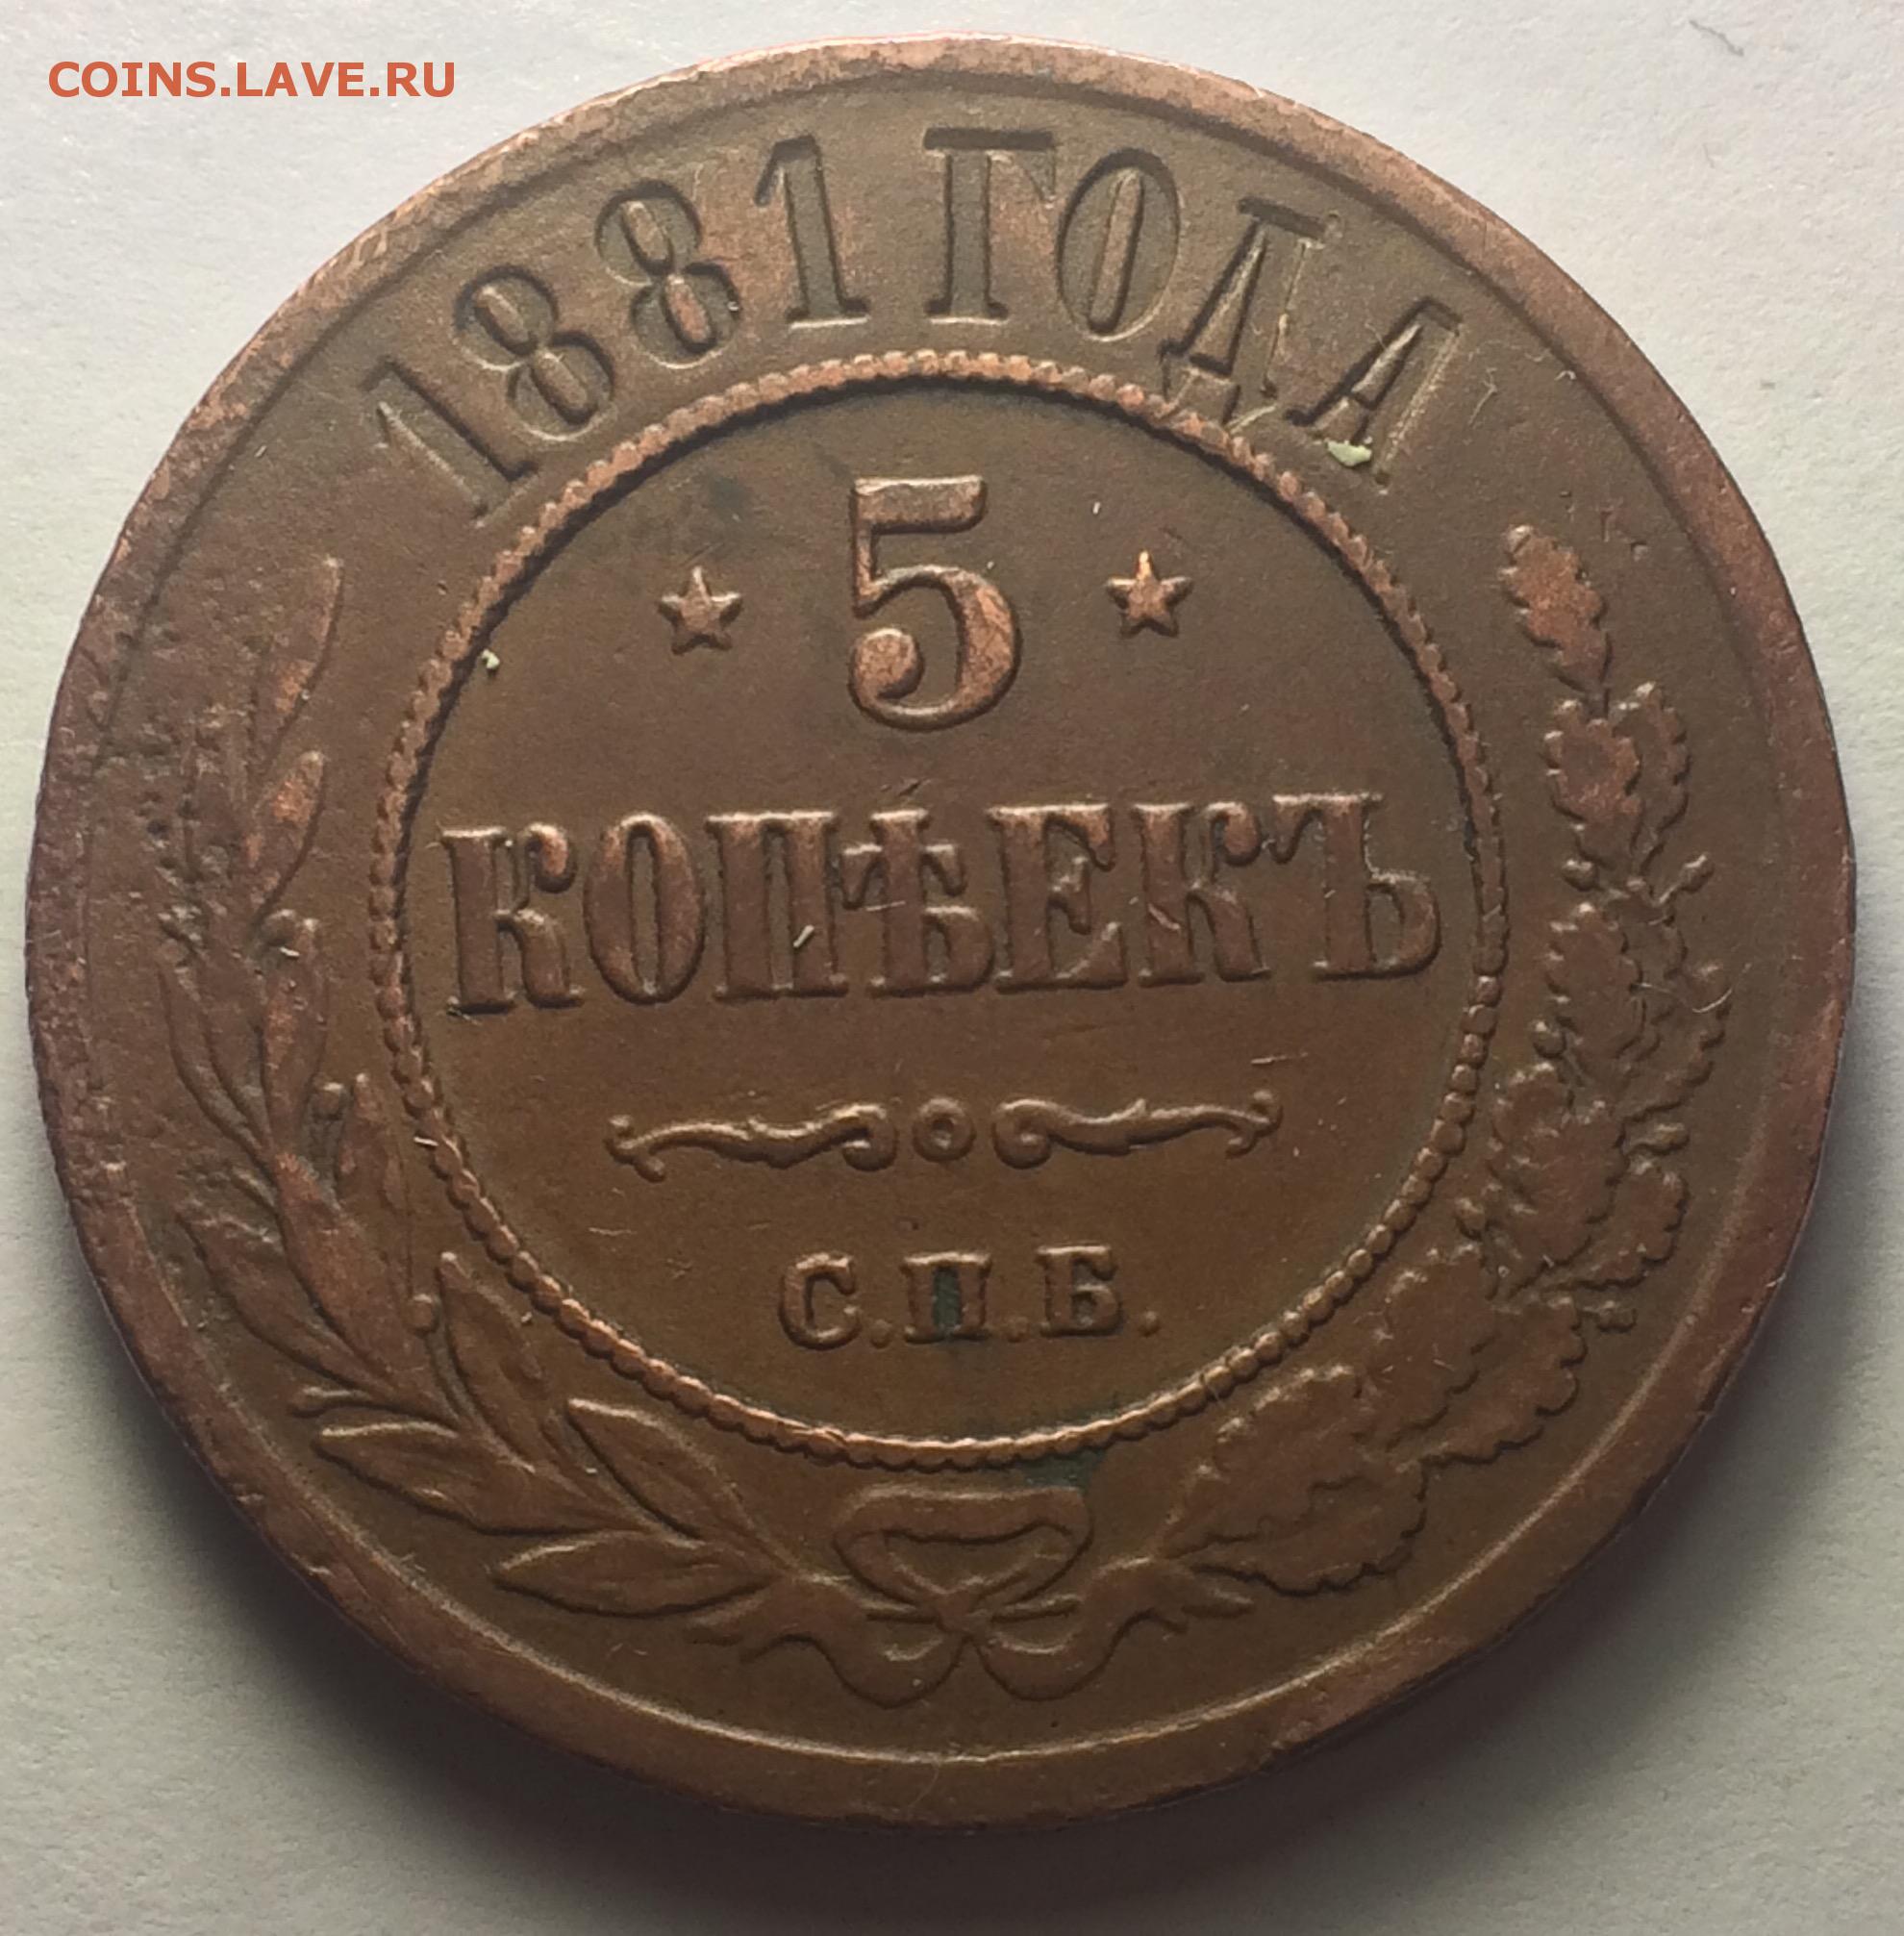 COINS.LAVE.RU
1881 ГОДА
5
КОПѢЕКЪ
С.П.Б.